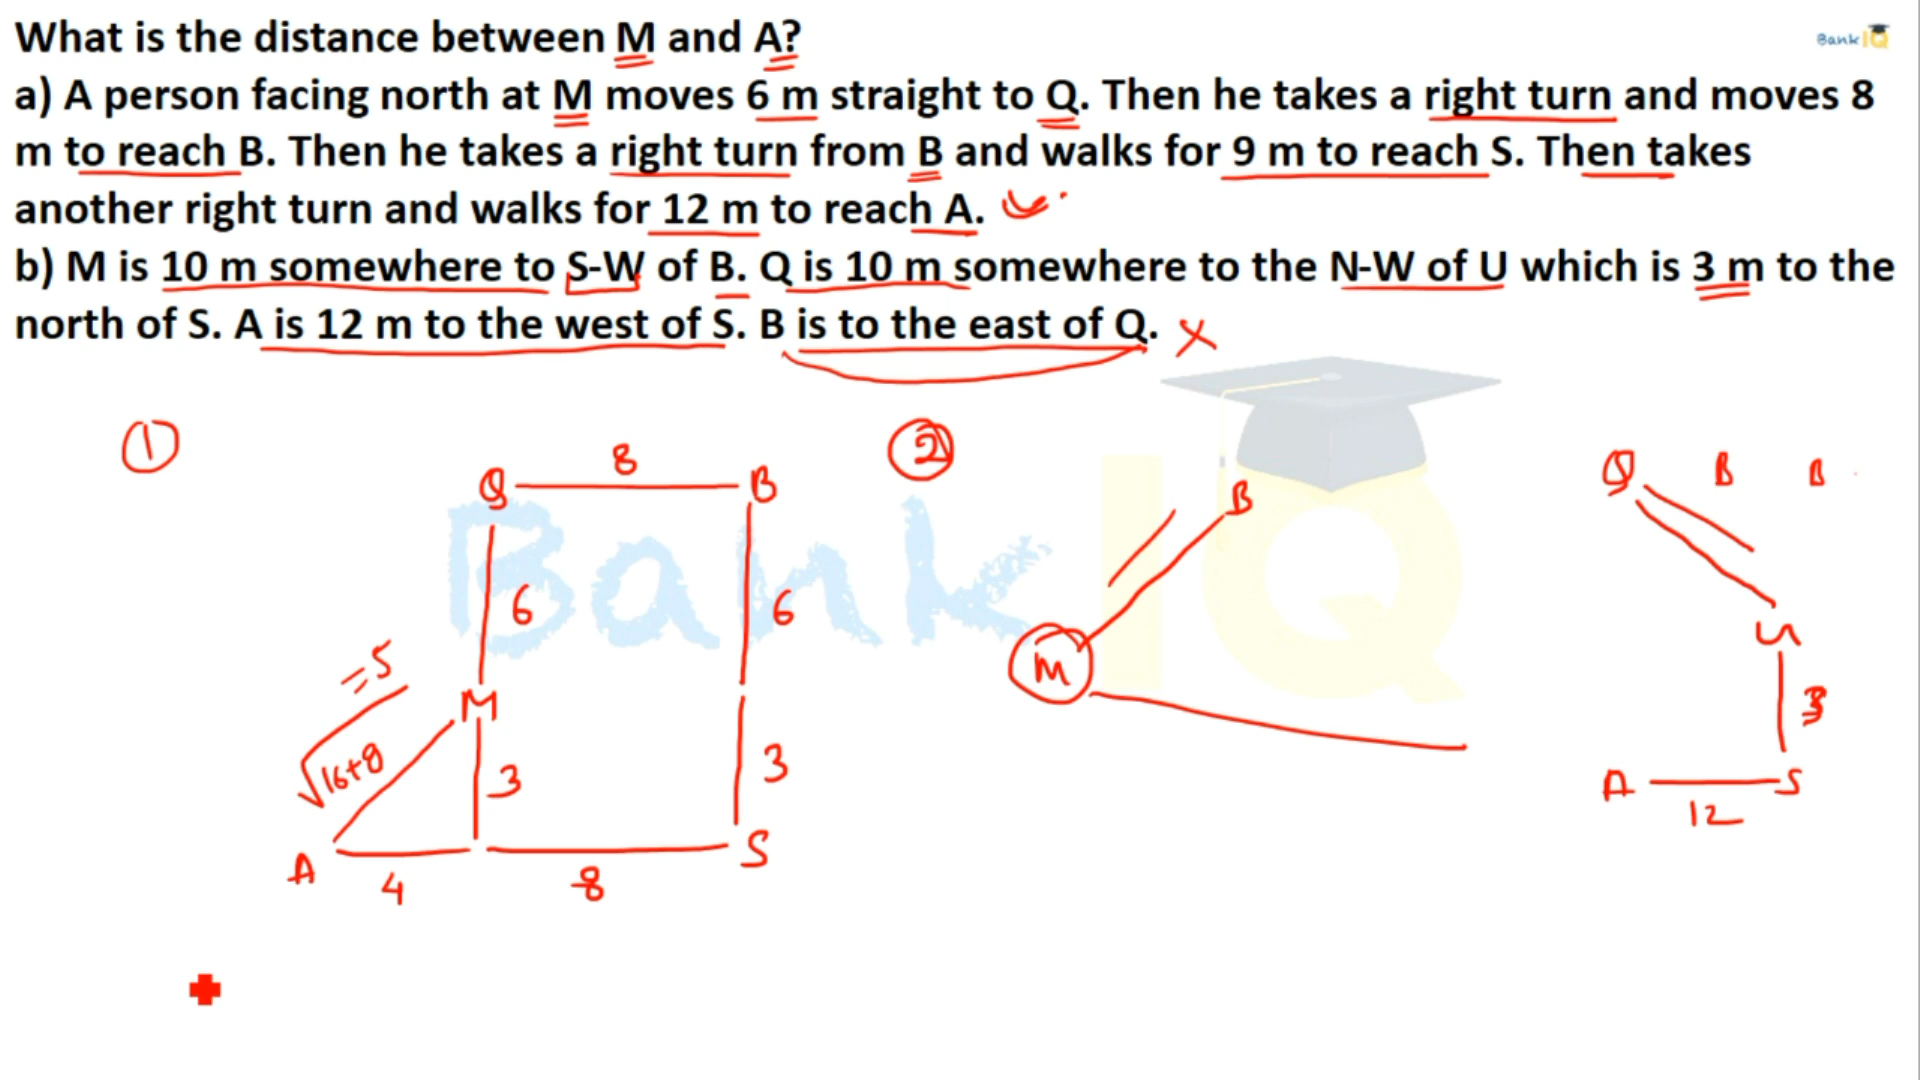 What is the distance between M and A?
Bank IQ
a) A person facing north at M moves 6 m straight to Q. Then he takes a right turn and moves 8
m to reach B. Then he takes a right turn from B and walks for 9 m to reach S. Then takes
another right turn and walks for 12 m to reach A.
b) M is 10 m somewhere to S-W of B. Q is 10 m somewhere to the N-W of U which is 3 m to the
north of S. A is 12 m to the west of S. B is to the east of Q.
Bank IQ
1
Q 8 B
6 6
=5
M
√16+9
3 3
A 4 8 S
2
B
M
Q B B
U
3
A S
12